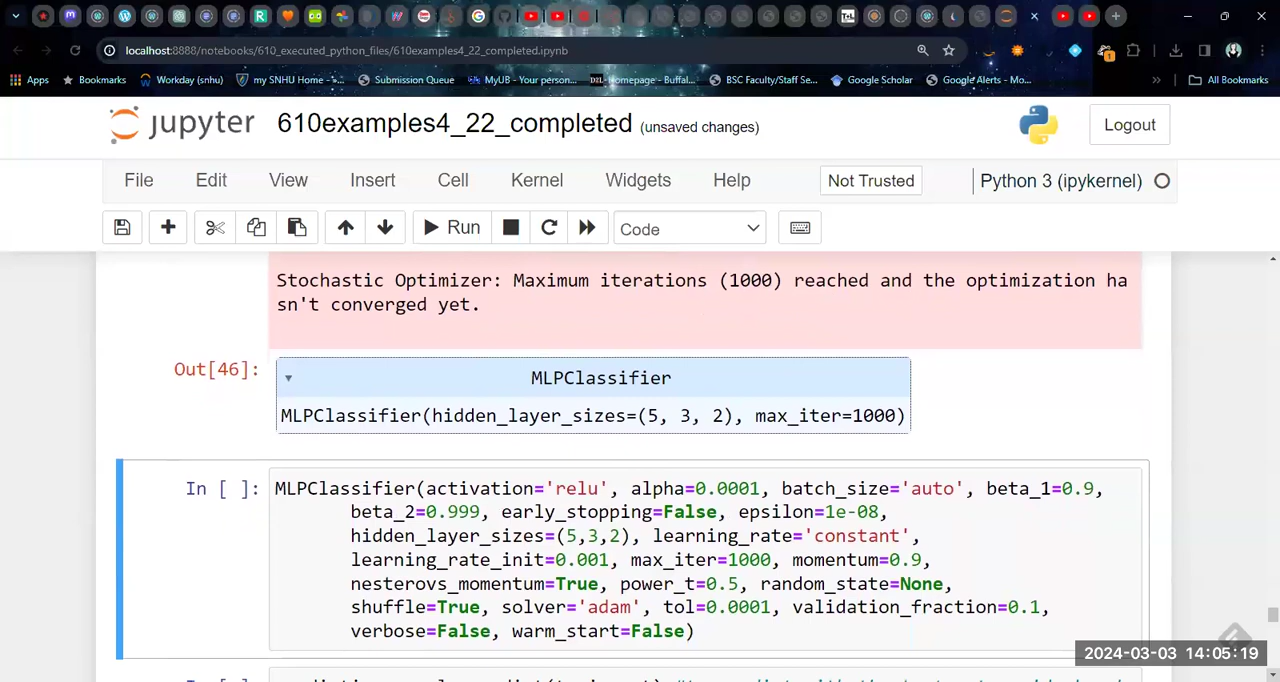 localhost:8888/notebooks/610_executed_python_files/610examples4_22_completed.ipynb
Apps
Bookmarks
Workday (snhu)
my SNHU Home -...
Submission Queue
MyUB - Your person...
D2L Homepage - Buffal...
BSC Faculty/Staff Se...
Google Scholar
Google Alerts - Mo...
»
All Bookmarks
jupyter
610examples4_22_completed (unsaved changes)
Logout
File
Edit
View
Insert
Cell
Kernel
Widgets
Help
Not Trusted
Python 3 (ipykernel)
Run
Code
Stochastic Optimizer: Maximum iterations (1000) reached and the optimization ha
sn't converged yet.
Out[46]:
MLPClassifier
MLPClassifier(hidden_layer_sizes=(5, 3, 2), max_iter=1000)
In [ ]:
MLPClassifier(activation='relu', alpha=0.0001, batch_size='auto', beta_1=0.9,
beta_2=0.999, early_stopping=False, epsilon=1e-08,
hidden_layer_sizes=(5,3,2), learning_rate='constant',
learning_rate_init=0.001, max_iter=1000, momentum=0.9,
nesterovs_momentum=True, power_t=0.5, random_state=None,
shuffle=True, solver='adam', tol=0.0001, validation_fraction=0.1,
verbose=False, warm_start=False)
2024-03-03 14:05:19